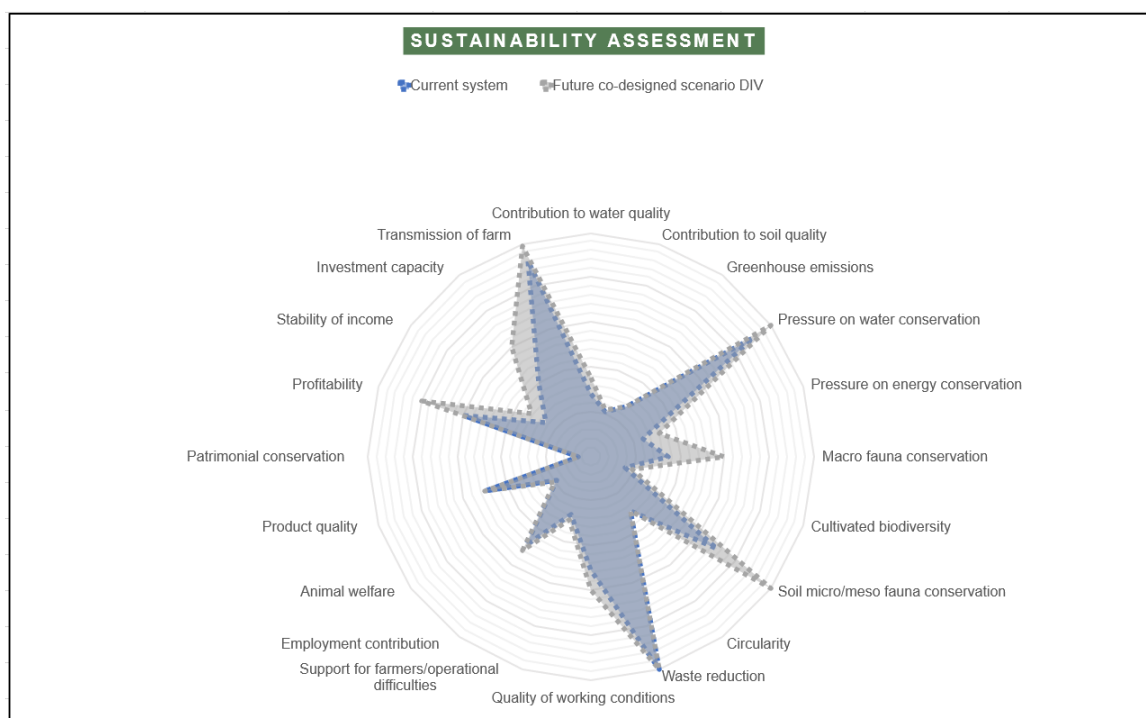 SUSTAINABILITY ASSESSMENT
Current system
Future co-designed scenario DIV
Contribution to water quality
Contribution to soil quality
Greenhouse emissions
Pressure on water conservation
Pressure on energy conservation
Macro fauna conservation
Cultivated biodiversity
Soil micro/meso fauna conservation
Circularity
Waste reduction
Quality of working conditions
Support for farmers/operational
difficulties
Employment contribution
Animal welfare
Product quality
Patrimonial conservation
Profitability
Stability of income
Investment capacity
Transmission of farm